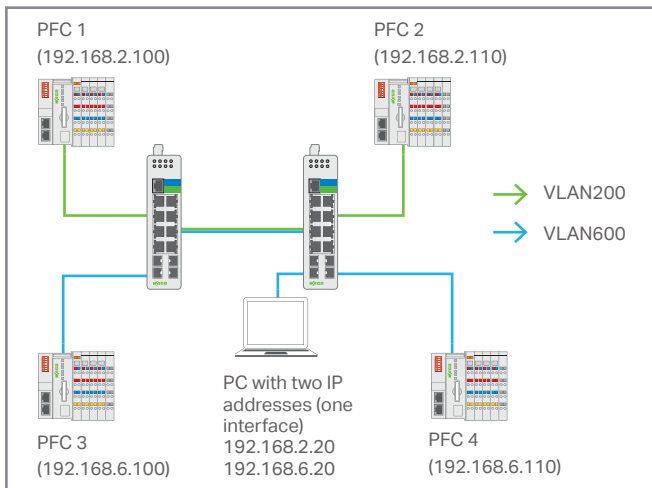 PFC 1
(192.168.2.100)
PFC 2
(192.168.2.110)
VLAN200
VLAN600
PC with two IP
addresses (one
interface)
192.168.2.20
192.168.6.20
PFC 3
(192.168.6.100)
PFC 4
(192.168.6.110)